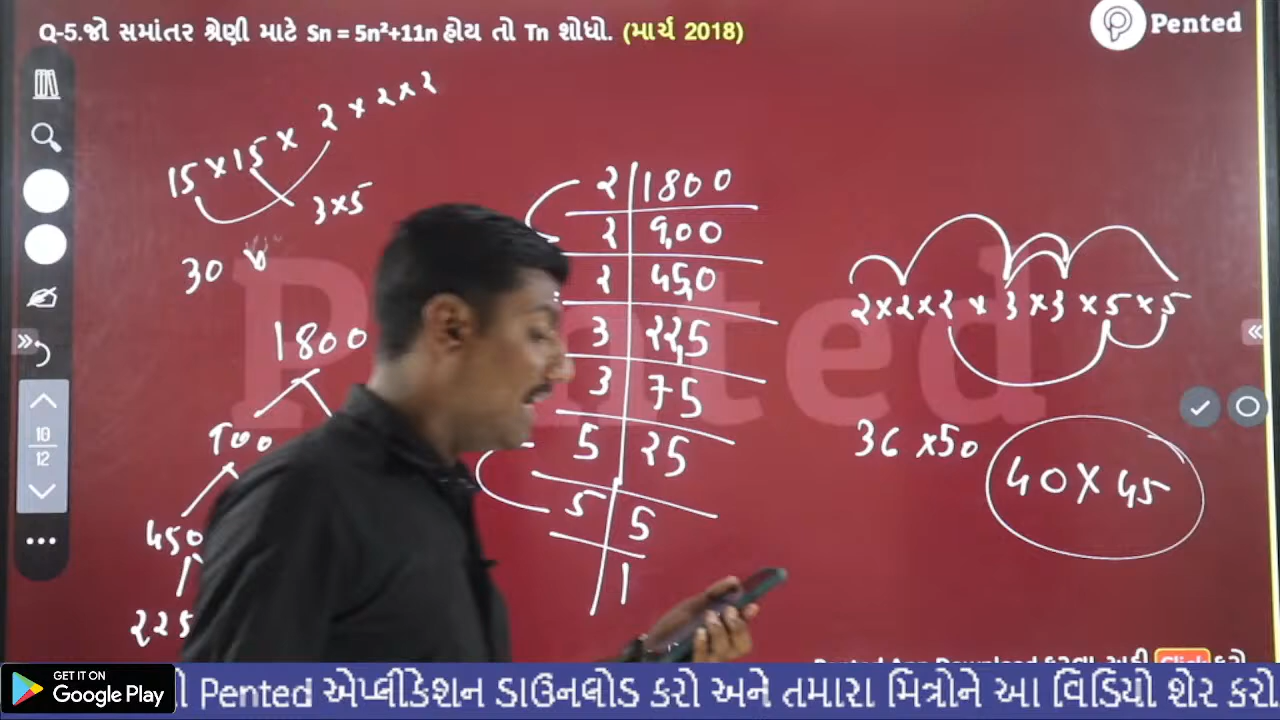 Q-5.જો સમાંતર શ્રેણી માટે Sn = 5n²+11n હોય તો Tn શોધો. (માર્ચ 2018)
Pented
15 × 15 × 2 × 2 × 2
3 × 5
30
1800
900
450
225
2 | 1800
2 | 900
2 | 450
3 | 225
3 | 75
5 | 25
5 | 5
1
2 × 2 × 2 × 3 × 3 × 5 × 5
36 × 50
40 × 45
Pented
10
12
GET IT ON
Google Play
Pented એપ્લીકેશન ડાઉનલોડ કરો અને તમારા મિત્રોને આ વિડિયો શેર કરો